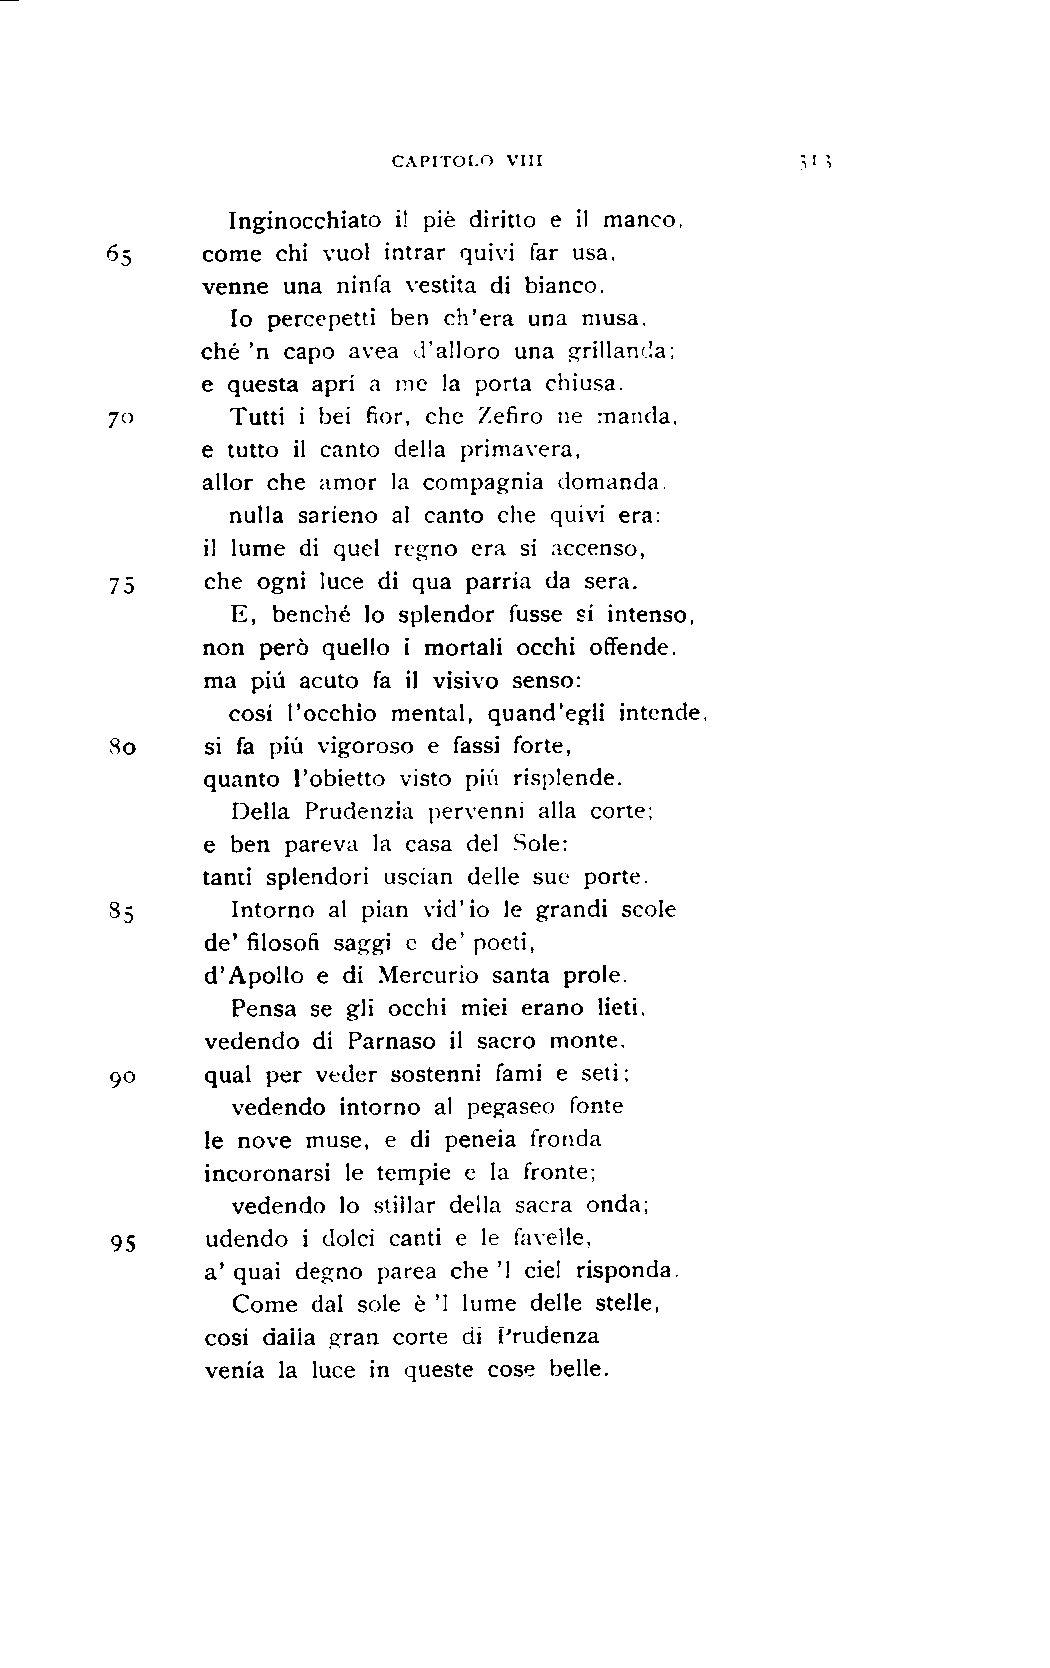 CAPITOLO VIII 313
Inginocchiato il piè diritto e il manco,
65 come chi vuol intrar quivi far usa,
venne una ninfa vestita di bianco.
Io percepetti ben ch'era una musa,
ché 'n capo avea d'alloro una grillanda;
e questa aprí a me la porta chiusa.
70 Tutti i bei fior, che Zefiro ne manda,
e tutto il canto della primavera,
allor che amor la compagnia domanda,
nulla sarieno al canto che quivi era:
il lume di quel regno era si accenso,
75 che ogni luce di qua parria da sera.
E, benché lo splendor fusse sí intenso,
non però quello i mortali occhi offende,
ma piú acuto fa il visivo senso:
cosí l'occhio mental, quand'egli intende,
80 si fa piú vigoroso e fassi forte,
quanto l'obietto visto piú risplende.
Della Prudenzia pervenni alla corte;
e ben pareva la casa del Sole:
tanti splendori uscían delle sue porte.
85 Intorno al pian vid'io le grandi scole
de' filosofi saggi e de' poeti,
d'Apollo e di Mercurio santa prole.
Pensa se gli occhi miei erano lieti,
vedendo di Parnaso il sacro monte,
90 qual per veder sostenni fami e seti;
vedendo intorno al pegaseo fonte
le nove muse, e di peneia fronda
incoronarsi le tempie e la fronte;
vedendo lo stillar della sacra onda;
95 udendo i dolci canti e le favelle,
a' quai degno parea che 'l ciel risponda.
Come dal sole è 'l lume delle stelle,
cosí dalla gran corte di Prudenza
venía la luce in queste cose belle.